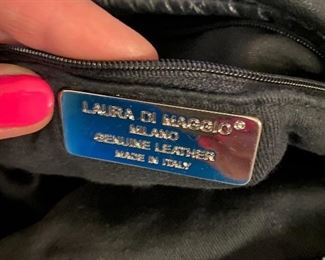 LAURA DI MAGGIO®
MILANO
GENUINE LEATHER
MADE IN ITALY